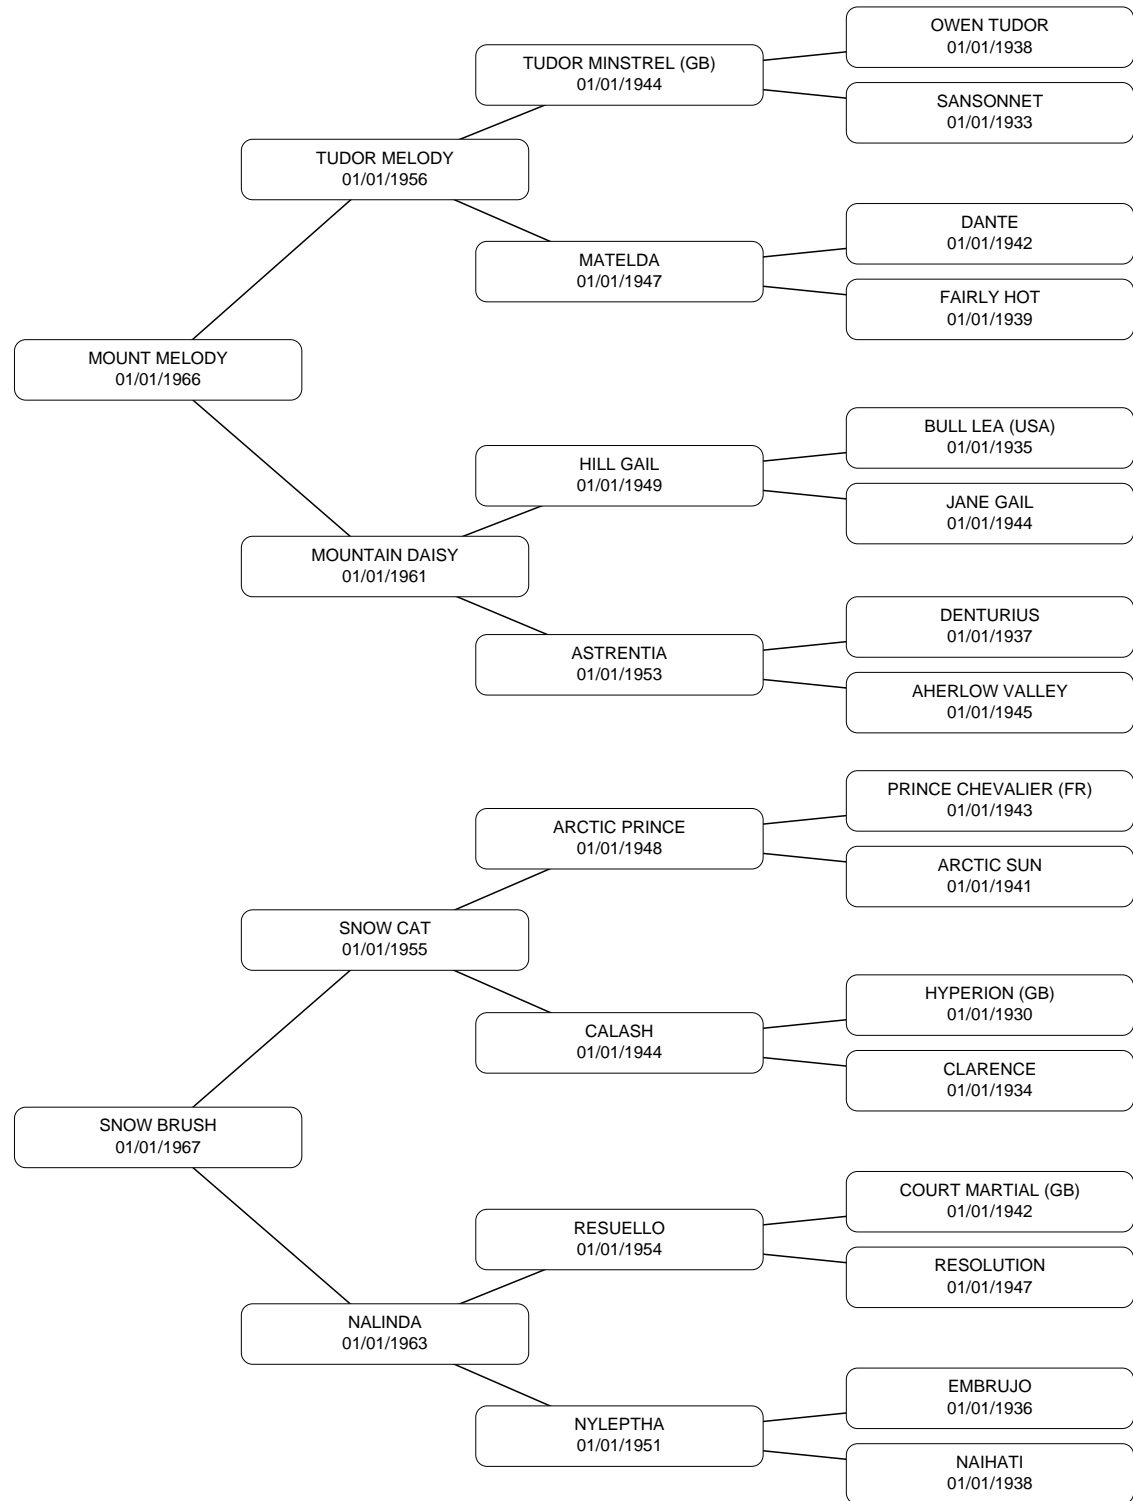 OWEN TUDOR
01/01/1938
TUDOR MINSTREL (GB)
01/01/1944
SANSONNET
01/01/1933
TUDOR MELODY
01/01/1956
DANTE
01/01/1942
MATELDA
01/01/1947
FAIRLY HOT
01/01/1939
MOUNT MELODY
01/01/1966
BULL LEA (USA)
01/01/1935
HILL GAIL
01/01/1949
JANE GAIL
01/01/1944
MOUNTAIN DAISY
01/01/1961
DENTURIUS
01/01/1937
ASTRENTIA
01/01/1953
AHERLOW VALLEY
01/01/1945
PRINCE CHEVALIER (FR)
01/01/1943
ARCTIC PRINCE
01/01/1948
ARCTIC SUN
01/01/1941
SNOW CAT
01/01/1955
HYPERION (GB)
01/01/1930
CALASH
01/01/1944
CLARENCE
01/01/1934
SNOW BRUSH
01/01/1967
COURT MARTIAL (GB)
01/01/1942
RESUELLO
01/01/1954
RESOLUTION
01/01/1947
NALINDA
01/01/1963
EMBRUJO
01/01/1936
NYLEPTHA
01/01/1951
NAIHATI
01/01/1938